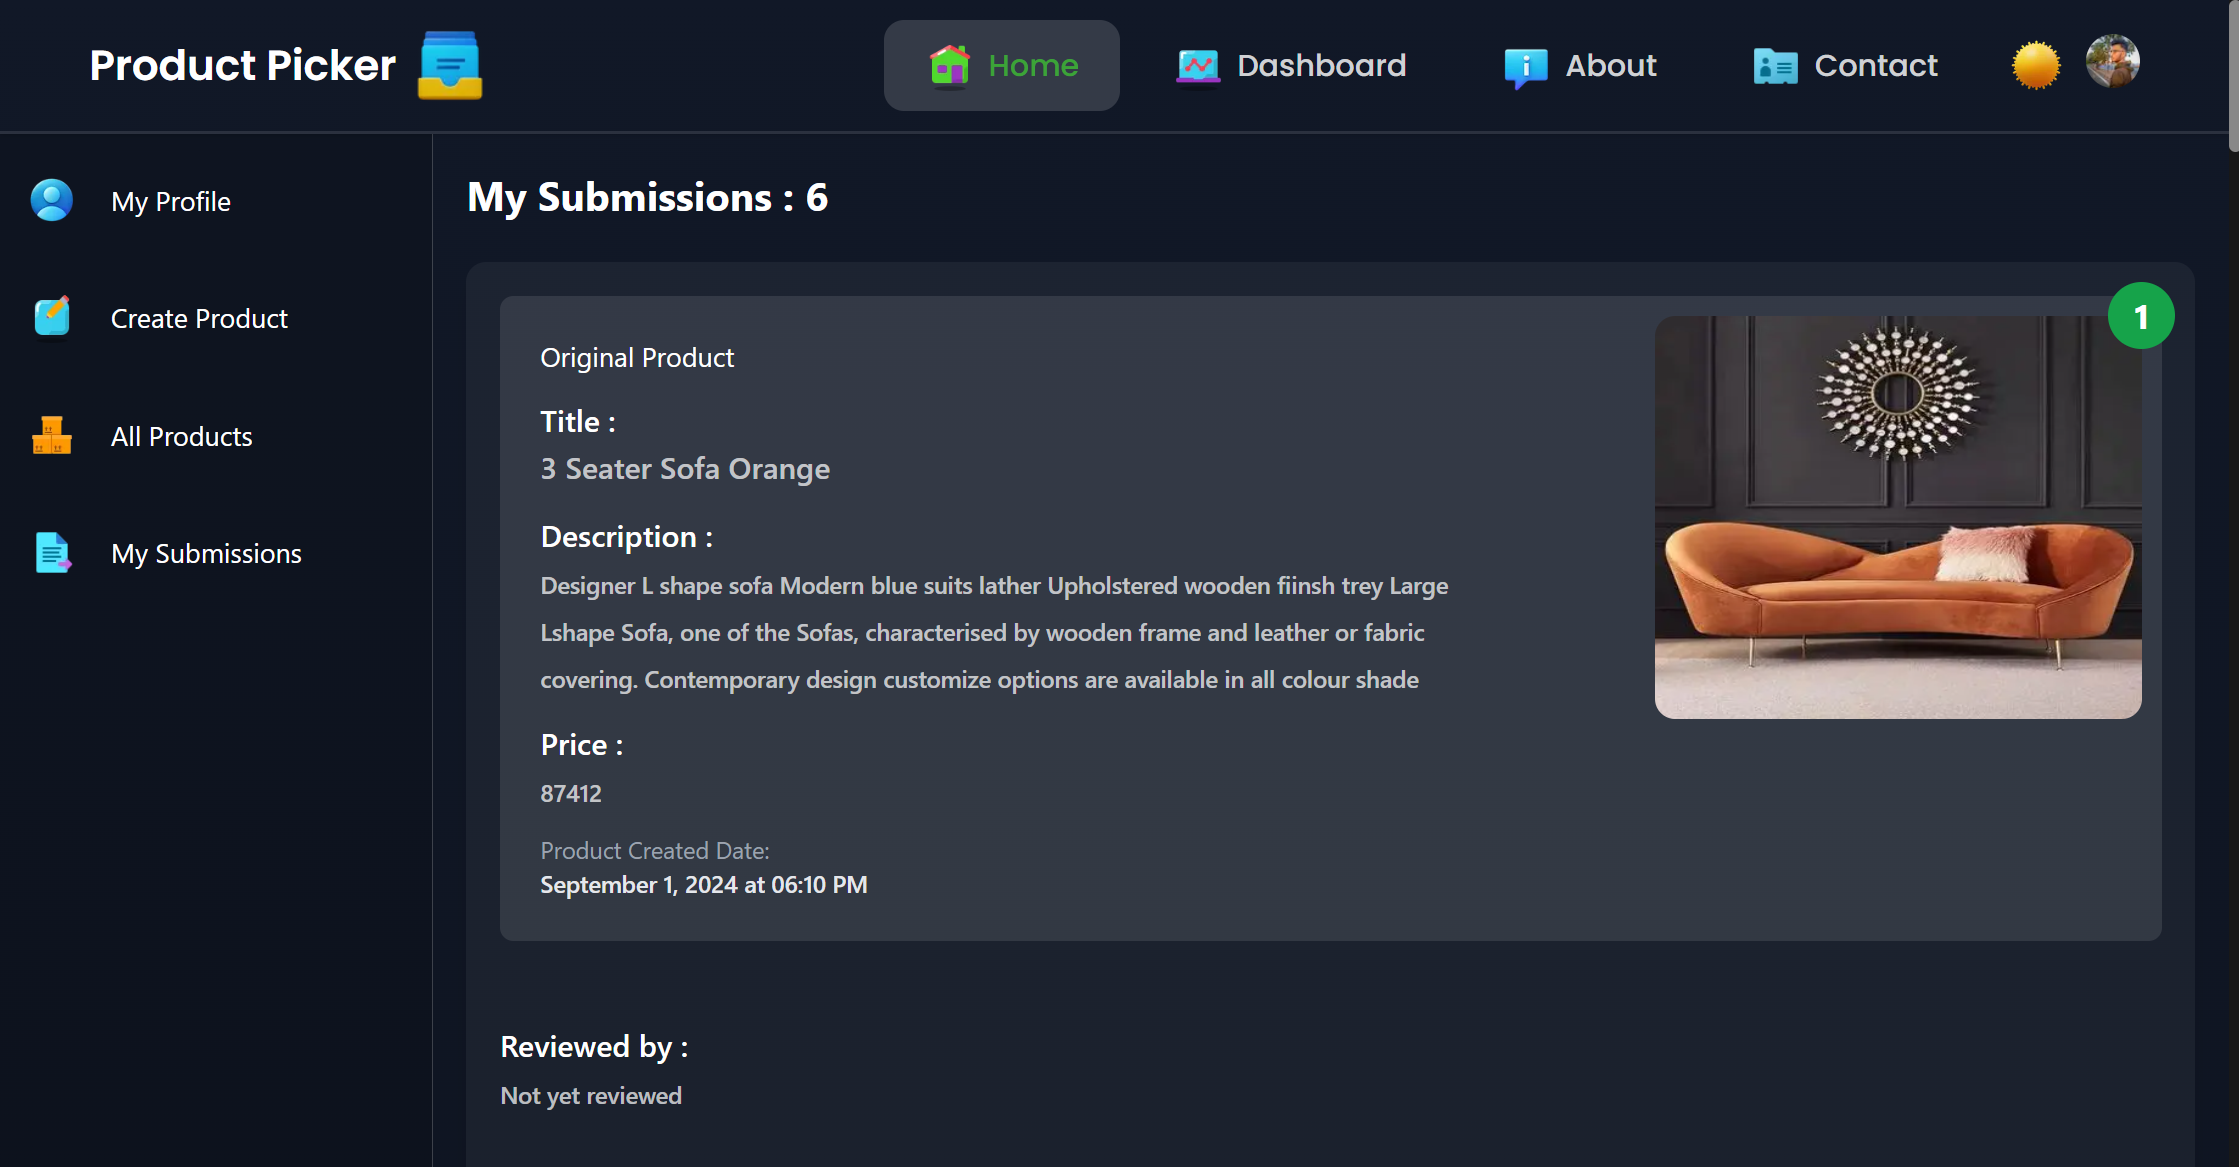 Product Picker
Home
Dashboard
About
Contact
My Profile
Create Product
All Products
My Submissions
My Submissions : 6
1
Original Product
Title :
3 Seater Sofa Orange
Description :
Designer L shape sofa Modern blue suits lather Upholstered wooden fiinsh trey Large
Lshape Sofa, one of the Sofas, characterised by wooden frame and leather or fabric
covering. Contemporary design customize options are available in all colour shade
Price :
87412
Product Created Date:
September 1, 2024 at 06:10 PM
Reviewed by :
Not yet reviewed